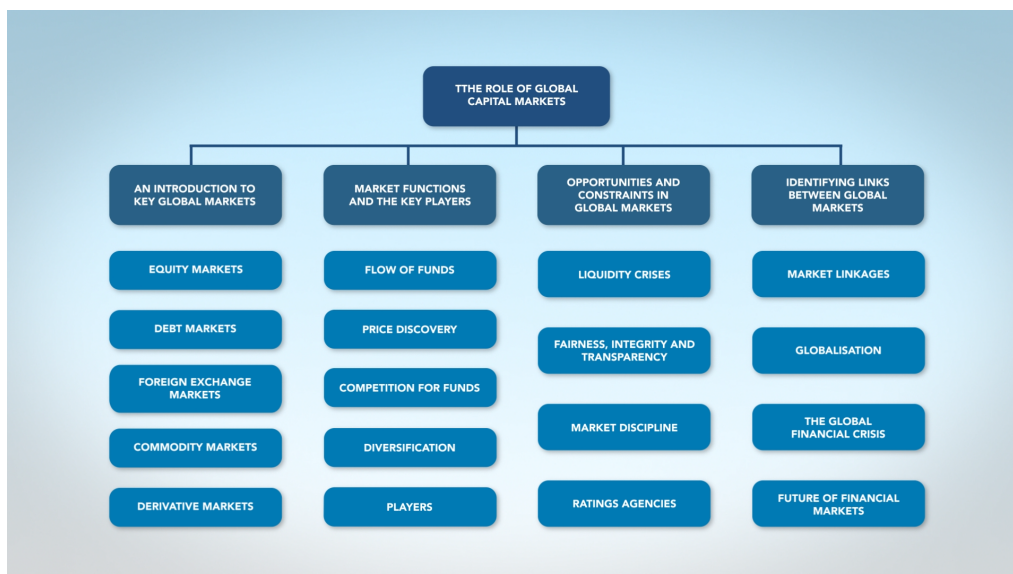 TTHE ROLE OF GLOBAL
CAPITAL MARKETS
AN INTRODUCTION TO
KEY GLOBAL MARKETS
EQUITY MARKETS
DEBT MARKETS
FOREIGN EXCHANGE
MARKETS
COMMODITY MARKETS
DERIVATIVE MARKETS
MARKET FUNCTIONS
AND THE KEY PLAYERS
FLOW OF FUNDS
PRICE DISCOVERY
COMPETITION FOR FUNDS
DIVERSIFICATION
PLAYERS
OPPORTUNITIES AND
CONSTRAINTS IN
GLOBAL MARKETS
LIQUIDITY CRISES
FAIRNESS, INTEGRITY AND
TRANSPARENCY
MARKET DISCIPLINE
RATINGS AGENCIES
IDENTIFYING LINKS
BETWEEN GLOBAL
MARKETS
MARKET LINKAGES
GLOBALISATION
THE GLOBAL
FINANCIAL CRISIS
FUTURE OF FINANCIAL
MARKETS